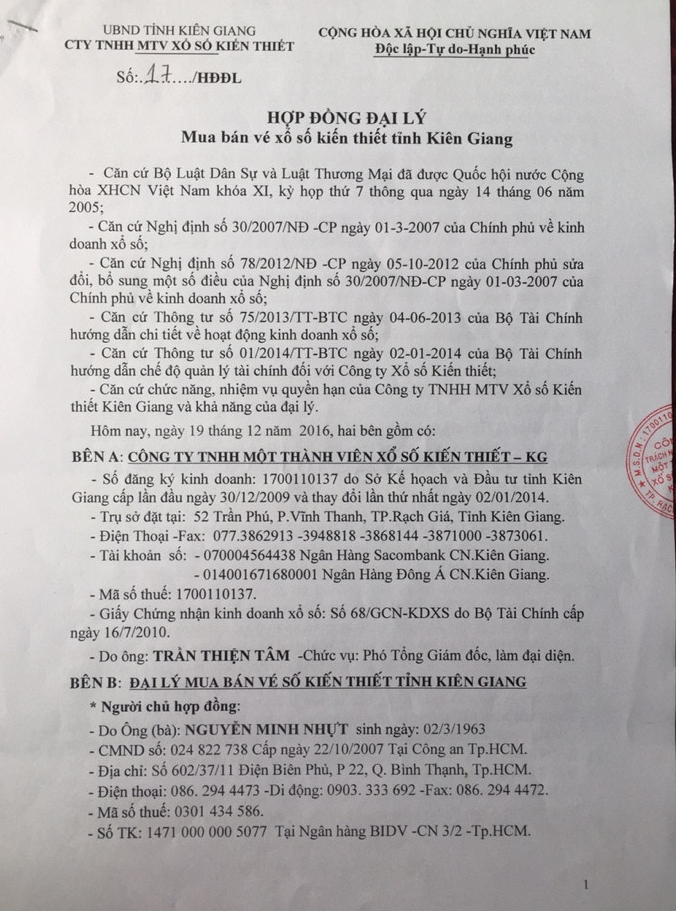 UBND TỈNH KIÊN GIANG
CTY TNHH MTV XỔ SỐ KIẾN THIẾT
CỘNG HÒA XÃ HỘI CHỦ NGHĨA VIỆT NAM
Độc lập-Tự do-Hạnh phúc
Số:.17..../HĐĐL
HỢP ĐỒNG ĐẠI LÝ
Mua bán vé xổ số kiến thiết tỉnh Kiên Giang
- Căn cứ Bộ Luật Dân Sự và Luật Thương Mại đã được Quốc hội nước Cộng
hòa XHCN Việt Nam khóa XI, kỳ họp thứ 7 thông qua ngày 14 tháng 06 năm
2005;
- Căn cứ Nghị định số 30/2007/NĐ -CP ngày 01-3-2007 của Chính phủ về kinh
doanh xổ số;
- Căn cứ Nghị định số 78/2012/NĐ -CP ngày 05-10-2012 của Chính phủ sửa
đổi, bổ sung một số điều của Nghị định số 30/2007/NĐ-CP ngày 01-03-2007 của
Chính phủ về kinh doanh xổ số;
- Căn cứ Thông tư số 75/2013/TT-BTC ngày 04-06-2013 của Bộ Tài Chính
hướng dẫn chi tiết về hoạt động kinh doanh xổ số;
- Căn cứ Thông tư số 01/2014/TT-BTC ngày 02-01-2014 của Bộ Tài Chính
hướng dẫn chế độ quản lý tài chính đối với Công ty Xổ số Kiến thiết;
- Căn cứ chức năng, nhiệm vụ quyền hạn của Công ty TNHH MTV Xổ số Kiến
thiết Kiên Giang và khả năng của đại lý.
Hôm nay, ngày 19 tháng 12 năm 2016, hai bên gồm có:
BÊN A: CÔNG TY TNHH MỘT THÀNH VIÊN XỔ SỐ KIẾN THIẾT – KG
- Số đăng ký kinh doanh: 1700110137 do Sở Kế hoạch và Đầu tư tỉnh Kiên
Giang cấp lần đầu ngày 30/12/2009 và thay đổi lần thứ nhất ngày 02/01/2014.
- Trụ sở đặt tại: 52 Trần Phú, P.Vĩnh Thanh, TP.Rạch Giá, Tỉnh Kiên Giang.
- Điện Thoại -Fax: 077.3862913 -3948818 -3868144 -3871000 -3873061.
- Tài khoản số: - 070004564438 Ngân Hàng Sacombank CN.Kiên Giang.
- 014001671680001 Ngân Hàng Đông Á CN.Kiên Giang.
- Mã số thuế: 1700110137.
- Giấy Chứng nhận kinh doanh xổ số: Số 68/GCN-KDXS do Bộ Tài Chính cấp
ngày 16/7/2010.
- Do ông: TRẦN THIỆN TÂM -Chức vụ: Phó Tổng Giám đốc, làm đại diện.
BÊN B: ĐẠI LÝ MUA BÁN VÉ SỐ KIẾN THIẾT TỈNH KIÊN GIANG
* Người chủ hợp đồng:
- Do Ông (bà): NGUYỄN MINH NHỰT sinh ngày: 02/3/1963
- CMND số: 024 822 738 Cấp ngày 22/10/2007 Tại Công an Tp.HCM.
- Địa chỉ: Số 602/37/11 Điện Biên Phủ, P 22, Q. Bình Thạnh, Tp.HCM.
- Điện thoại: 086. 294 4473 -Di động: 0903. 333 692 -Fax: 086. 294 4472.
- Mã số thuế: 0301 434 586.
- Số TK: 1471 000 000 5077 Tại Ngân hàng BIDV -CN 3/2 -Tp.HCM.
1